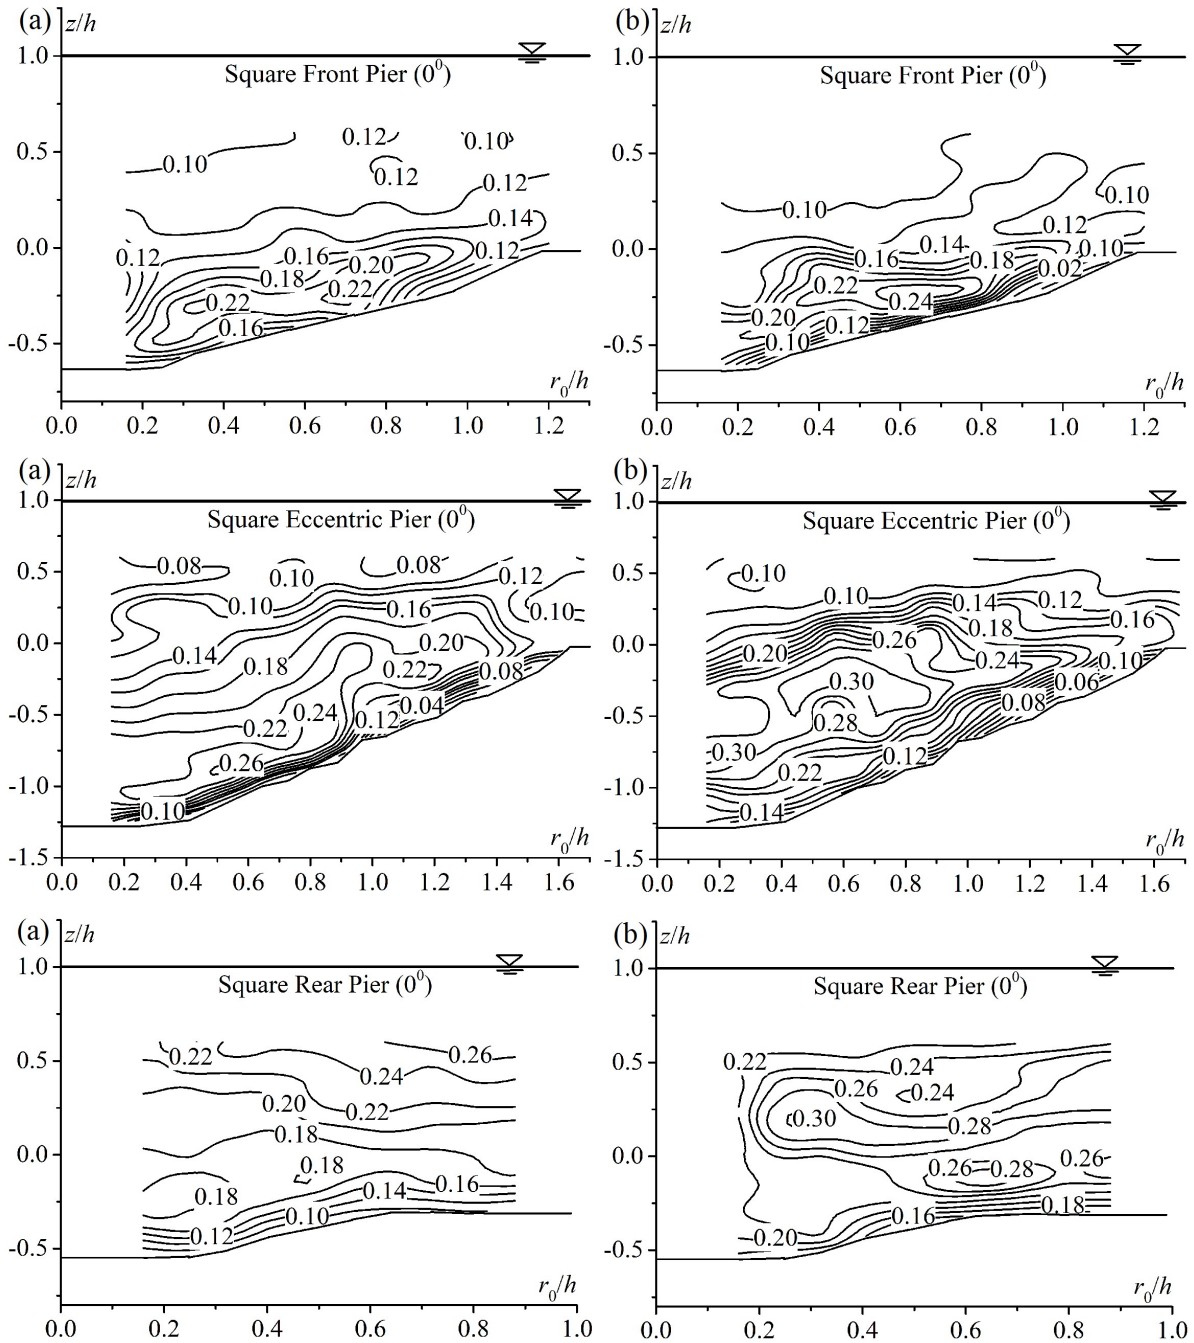 (a) z/h
1.0
Square Front Pier (0⁰)
0.12 0.10
0.5
0.10
0.12
0.12
0.14
0.0
0.12 0.16 0.12
0.20
0.18
0.22
0.22
0.16
-0.5
r₀/h
0.0 0.2 0.4 0.6 0.8 1.0 1.2
(b) z/h
1.0
Square Front Pier (0⁰)
0.5
0.10
0.10
0.12
0.0
0.14 0.10
0.16 0.18
0.02
0.22
0.24
0.20
0.12
0.10
-0.5
r₀/h
0.0 0.2 0.4 0.6 0.8 1.0 1.2
(a) z/h
1.0
Square Eccentric Pier (0⁰)
0.5
0.08 0.08
0.10 0.12
0.10 0.16 0.10
0.0
0.14 0.20
0.18 0.22 0.08
-0.5
0.24 0.04
0.22 0.12
0.26
-1.0
0.10
r₀/h
-1.5
0.0 0.2 0.4 0.6 0.8 1.0 1.2 1.4 1.6
(b) z/h
1.0
Square Eccentric Pier (0⁰)
0.5
0.10
0.10 0.14 0.12
0.16
0.0
0.26 0.18
0.20 0.24 0.10
0.30 0.06
-0.5
0.28 0.08
0.30 0.12
0.22
-1.0
0.14
r₀/h
-1.5
0.0 0.2 0.4 0.6 0.8 1.0 1.2 1.4 1.6
(a) z/h
1.0
Square Rear Pier (0⁰)
0.5
0.22 0.26
0.24
0.20 0.22
0.18
0.0
0.18
0.18 0.14 0.16
0.12 0.10
-0.5
r₀/h
0.0 0.2 0.4 0.6 0.8 1.0
(b) z/h
1.0
Square Rear Pier (0⁰)
0.5
0.22 0.24
0.26 0.24
0.30 0.28
0.0
0.26 0.28 0.26
0.16 0.18
0.20
-0.5
r₀/h
0.0 0.2 0.4 0.6 0.8 1.0